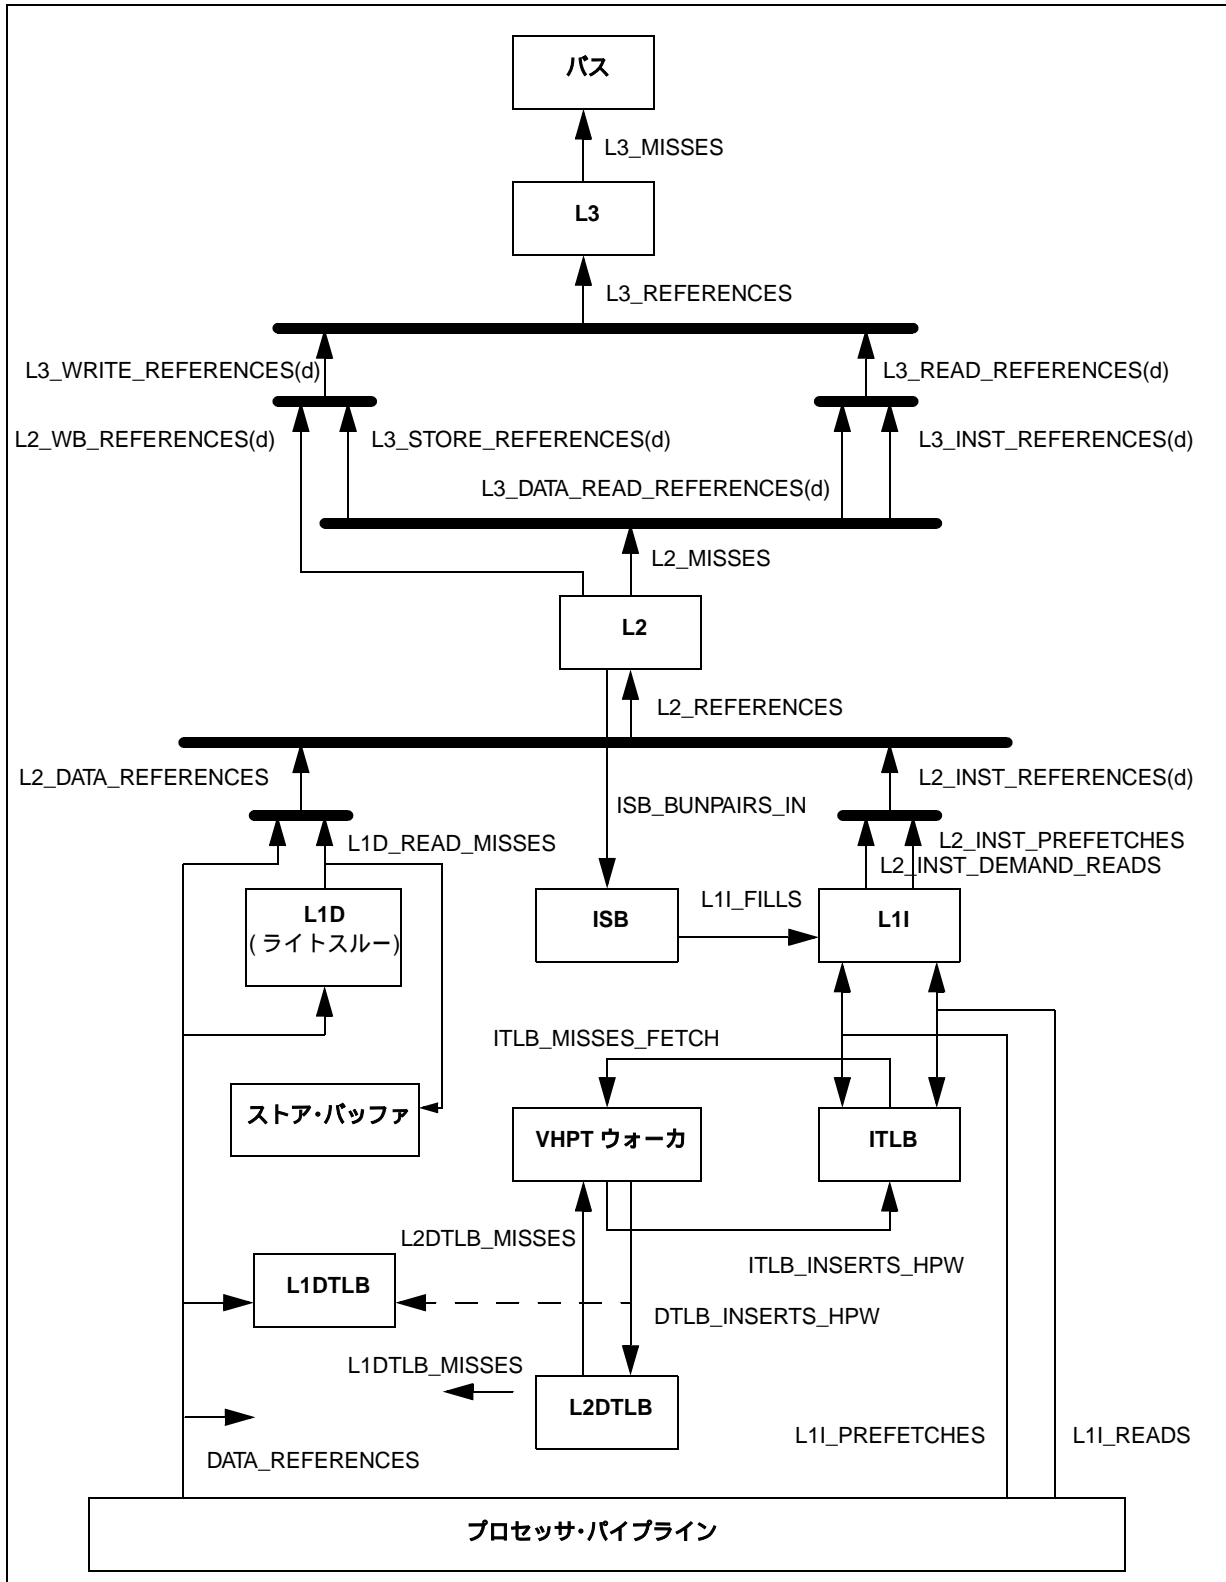 バス
L3_MISSES
L3
L3_REFERENCES
L3_WRITE_REFERENCES(d)
L3_READ_REFERENCES(d)
L2_WB_REFERENCES(d)
L3_STORE_REFERENCES(d)
L3_INST_REFERENCES(d)
L3_DATA_READ_REFERENCES(d)
L2_MISSES
L2
L2_REFERENCES
L2_DATA_REFERENCES
L2_INST_REFERENCES(d)
ISB_BUNPAIRS_IN
L1D_READ_MISSES
L2_INST_PREFETCHES
L2_INST_DEMAND_READS
L1D
(ライトスルー)
ISB
L1I_FILLS
L1I
ITLB_MISSES_FETCH
ストア・バッファ
VHPT ウォーカ
ITLB
L2DTLB_MISSES
ITLB_INSERTS_HPW
L1DTLB
DTLB_INSERTS_HPW
L1DTLB_MISSES
L2DTLB
DATA_REFERENCES
L1I_PREFETCHES
L1I_READS
プロセッサ・パイプライン